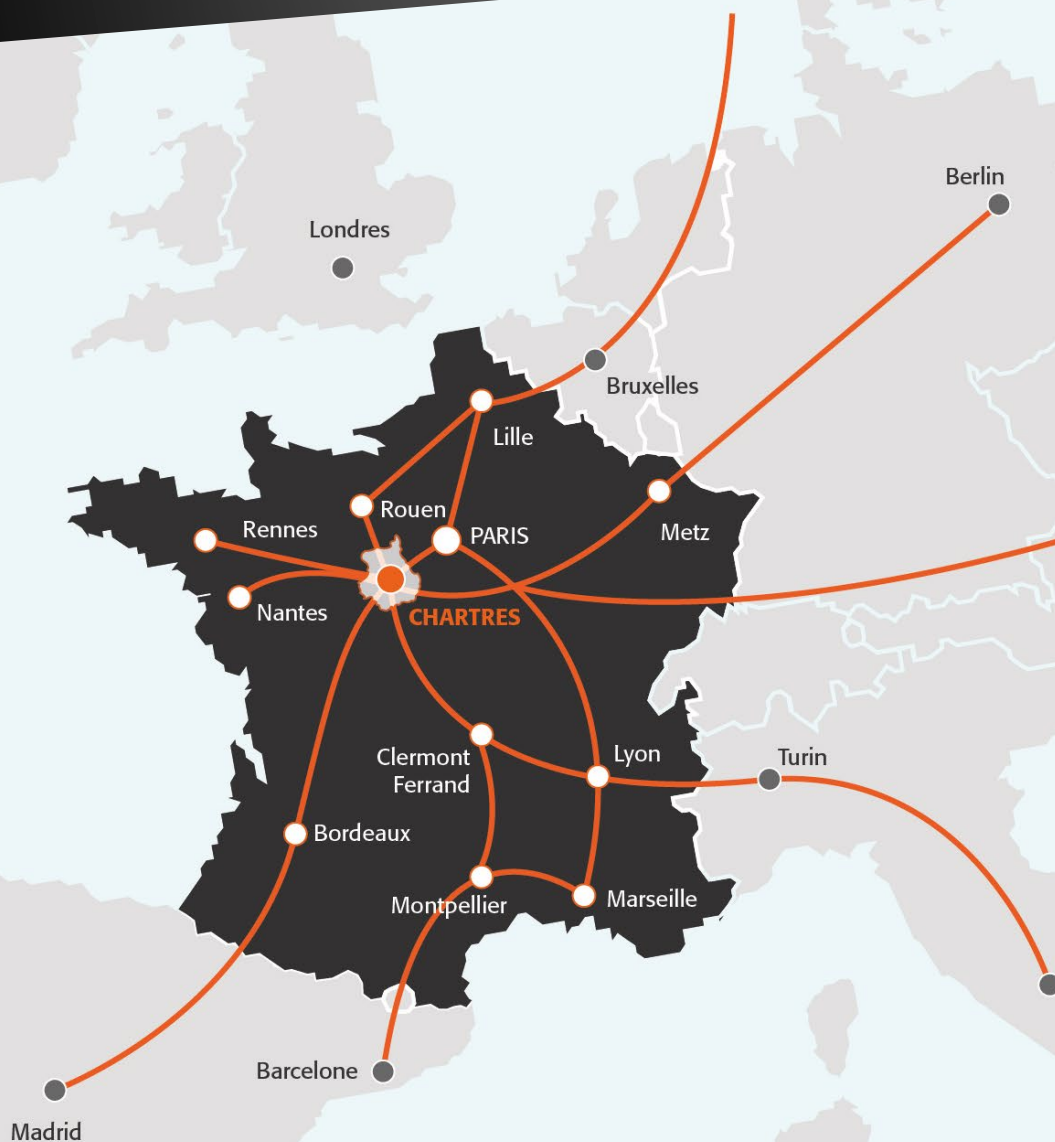 Berlin
Londres
Bruxelles
Lille
Rouen
Rennes
PARIS
Metz
Nantes
CHARTRES
Clermont
Ferrand
Lyon
Turin
Bordeaux
Montpellier
Marseille
Barcelone
Madrid